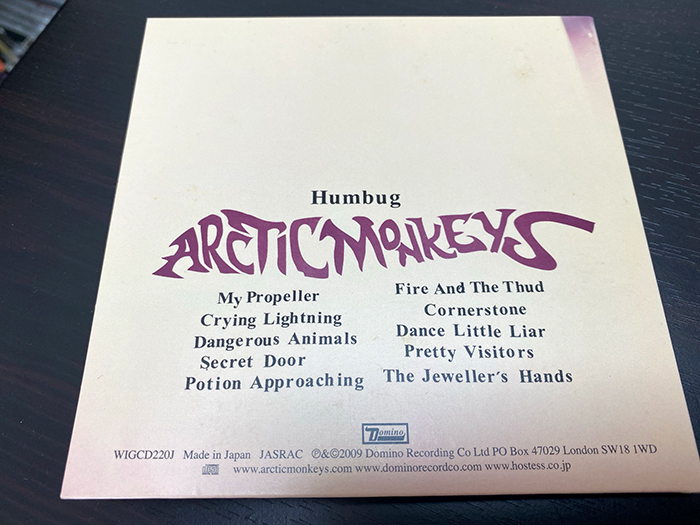 Humbug
ARCTIC MONKEYS
My Propeller
Crying Lightning
Dangerous Animals
Secret Door
Potion Approaching
Fire And The Thud
Cornerstone
Dance Little Liar
Pretty Visitors
The Jeweller's Hands
Domino
WIGCD220J Made in Japan JASRAC ℗&©2009 Domino Recording Co Ltd PO Box 47029 London SW18 1WD
www.arcticmonkeys.com www.dominorecordco.com www.hostess.co.jp